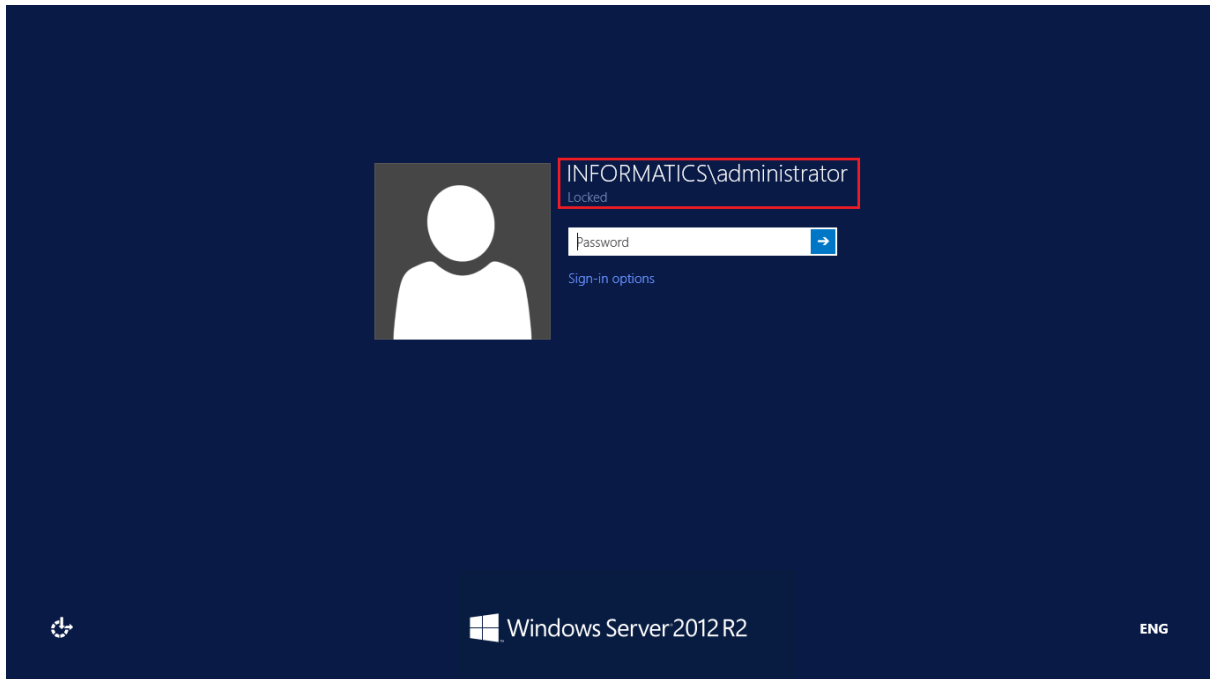 INFORMATICS\administrator
Locked
Password
Sign-in options
Windows Server 2012 R2
ENG